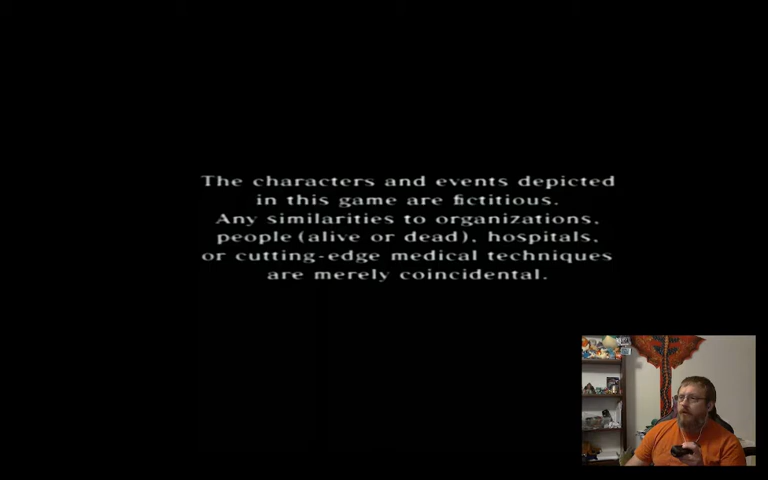 The characters and events depicted
in this game are fictitious.
Any similarities to organizations,
people (alive or dead), hospitals,
or cutting-edge medical techniques
are merely coincidental.